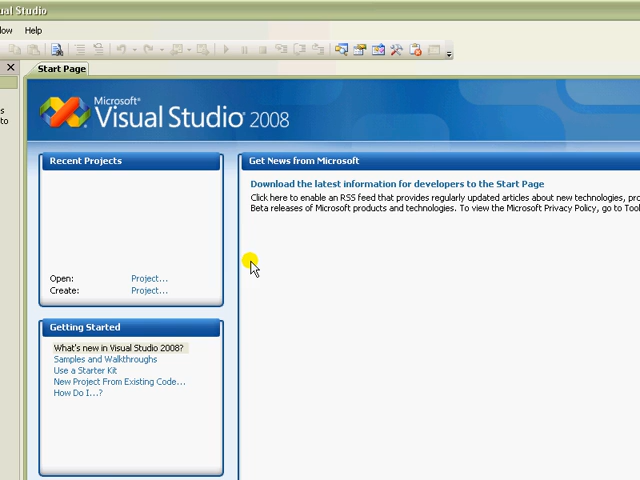 ual Studio
ow Help
Start Page
s
to
Microsoft®
Visual Studio® 2008
Recent Projects
Open: Project...
Create: Project...
Getting Started
What's new in Visual Studio 2008?
Samples and Walkthroughs
Use a Starter Kit
New Project From Existing Code...
How Do I...?
Get News from Microsoft
Download the latest information for developers to the Start Page
Click here to enable an RSS feed that provides regularly updated articles about new technologies, pro
Beta releases of Microsoft products and technologies. To view the Microsoft Privacy Policy, go to Tool